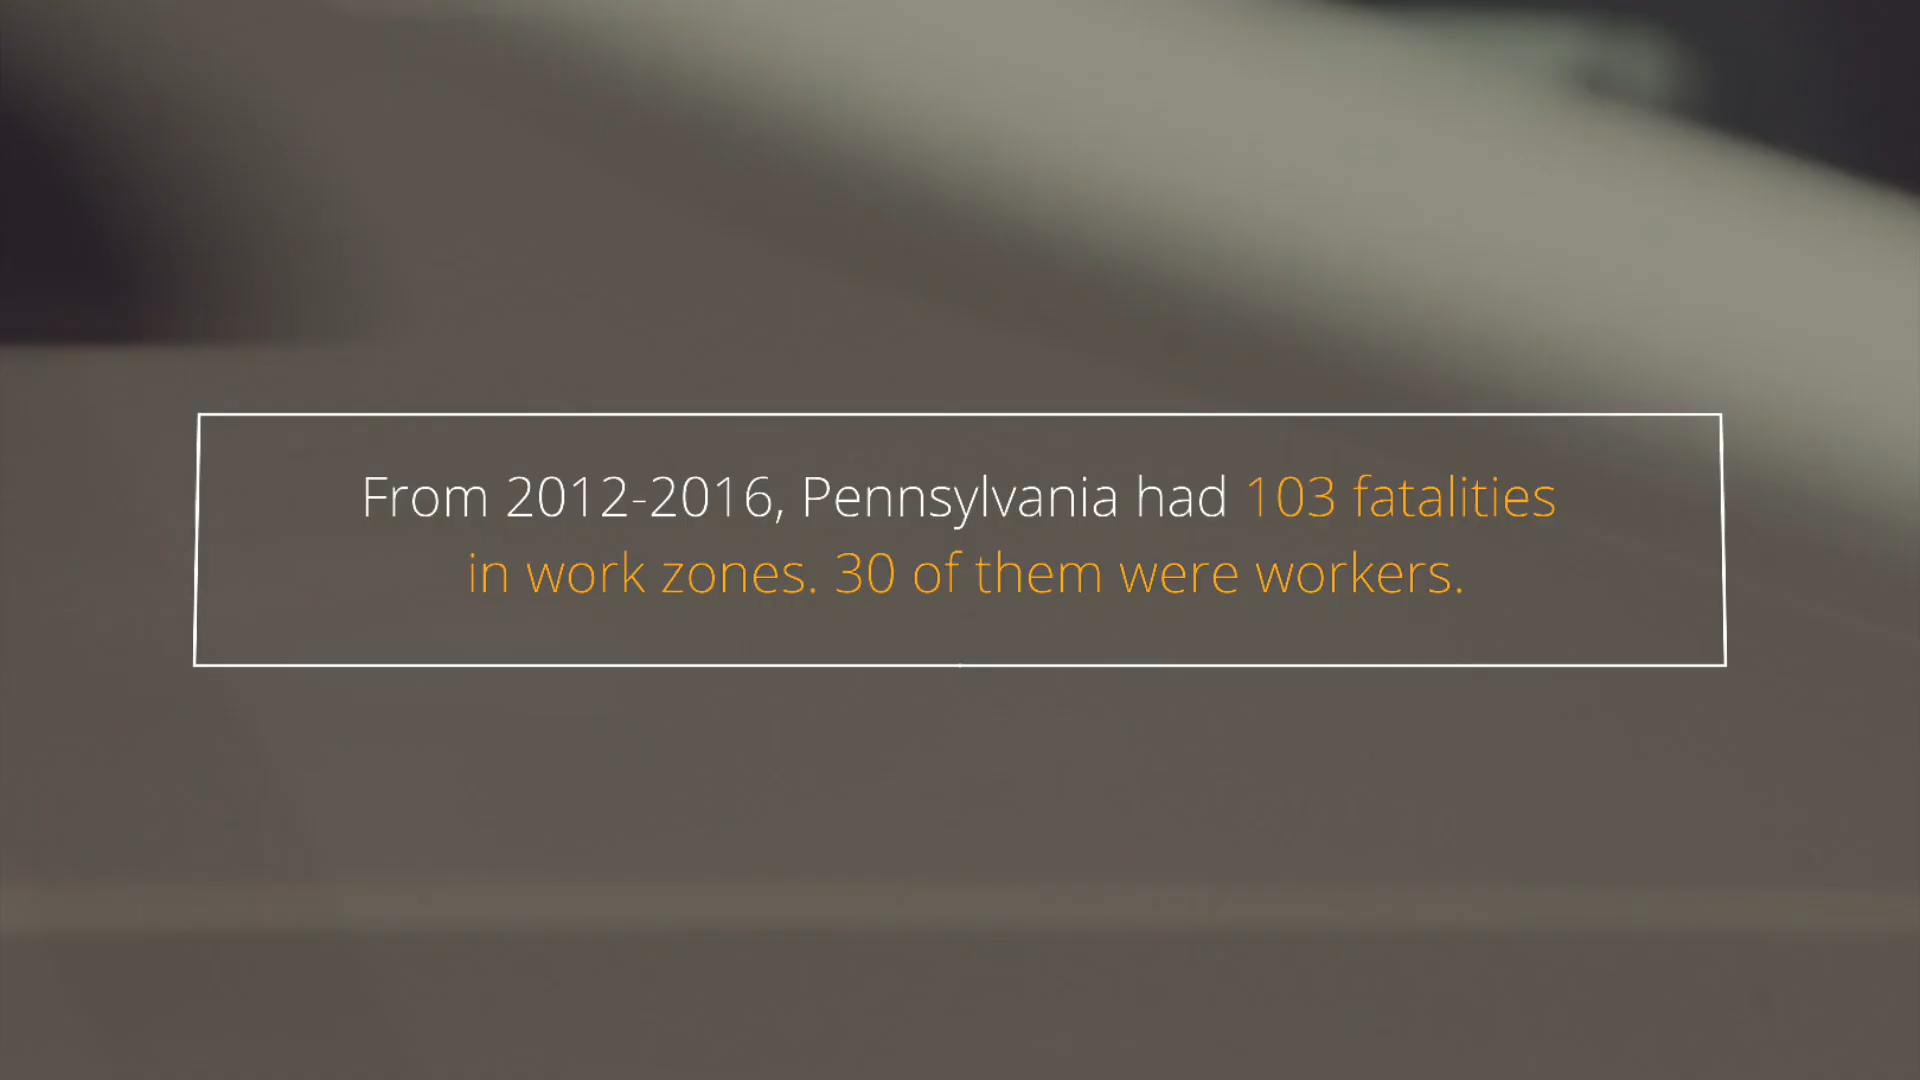 From 2012-2016, Pennsylvania had 103 fatalities
in work zones. 30 of them were workers.